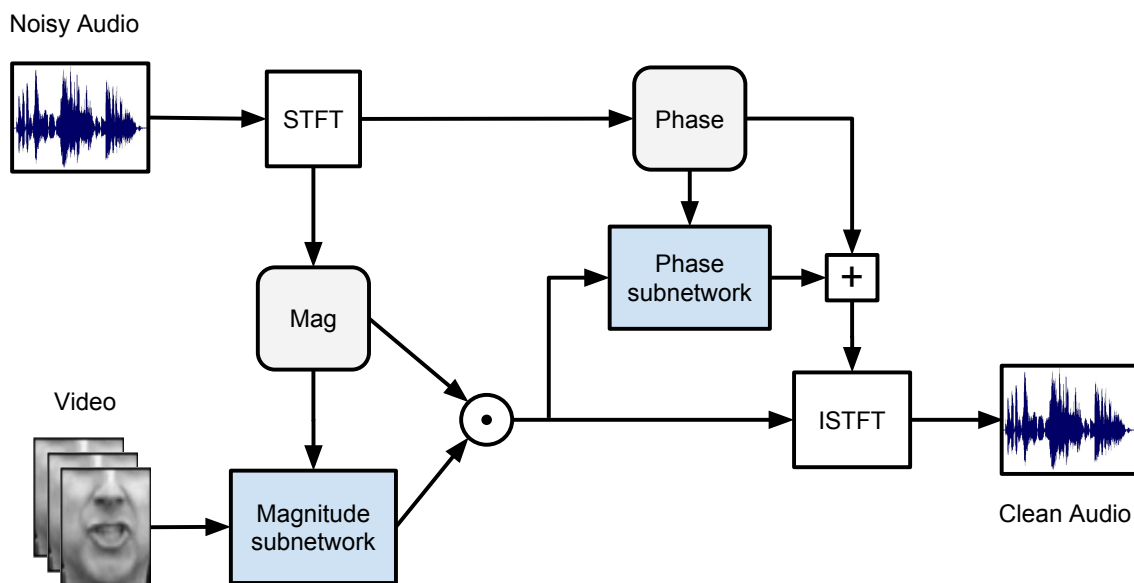 Noisy Audio
STFT
Phase
Phase
subnetwork
+
Mag
Video
ISTFT
Magnitude
subnetwork
Clean Audio